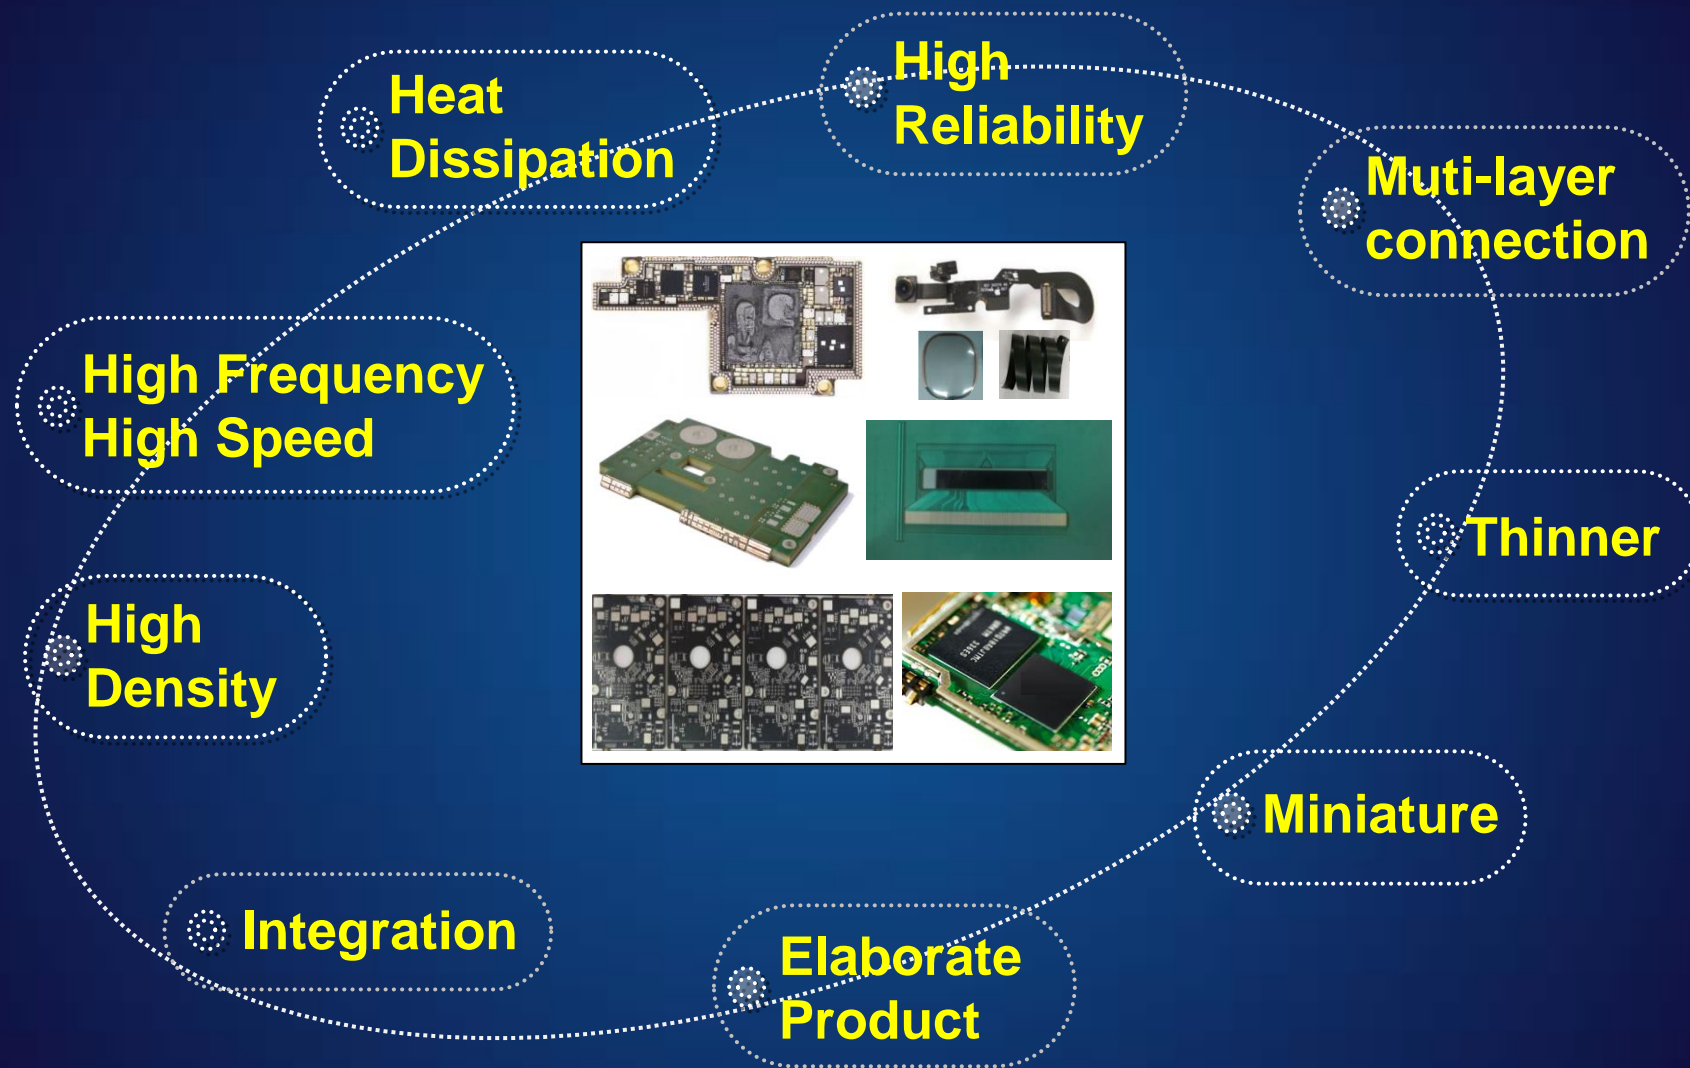 High
Reliability
Heat
Dissipation
Muti-layer
connection
High Frequency
High Speed
Thinner
High
Density
Miniature
Integration
Elaborate
Product